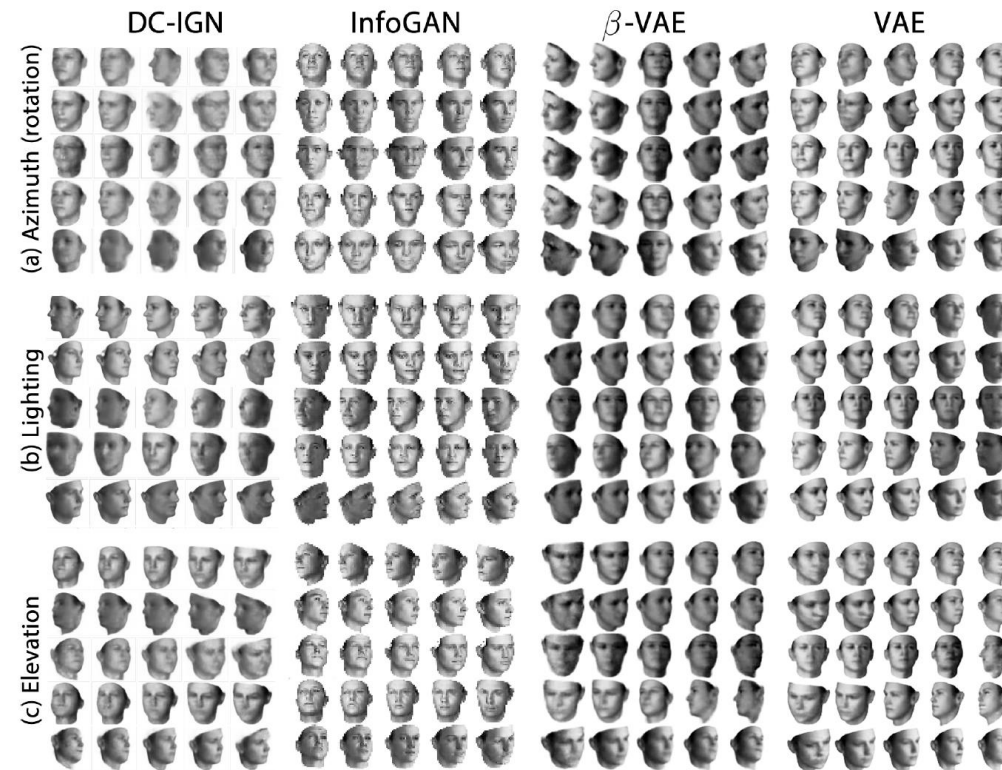 DC-IGN InfoGAN β-VAE VAE
(a) Azimuth (rotation)
(b) Lighting
(c) Elevation